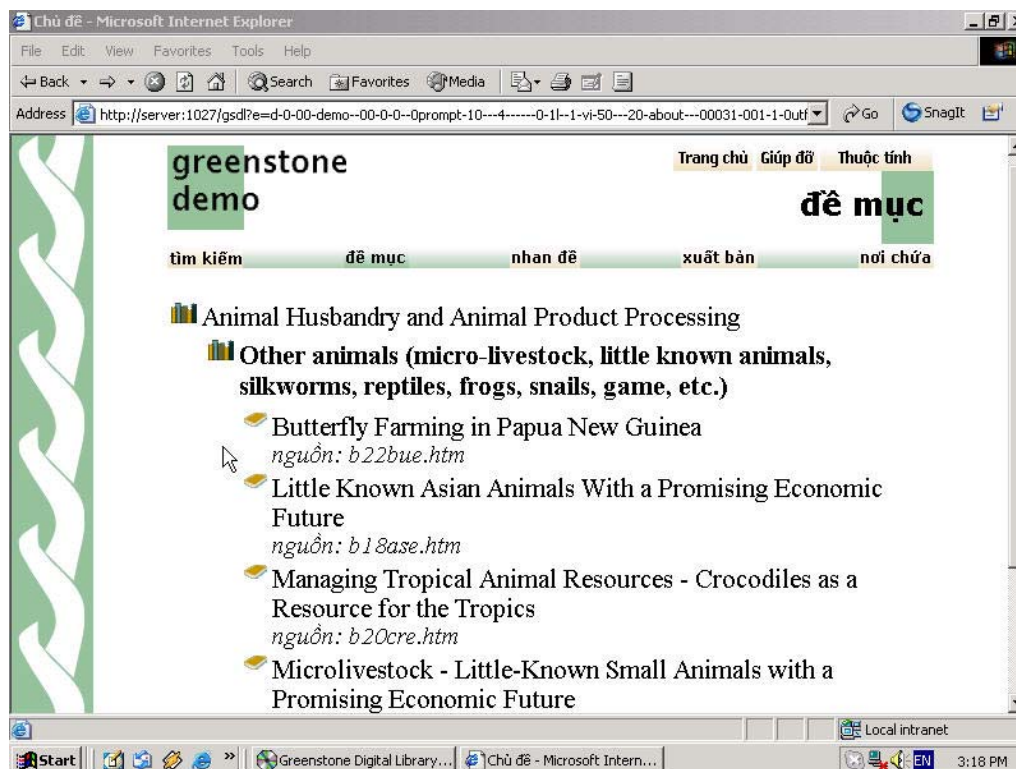 Chủ đề - Microsoft Internet Explorer
File Edit View Favorites Tools Help
Back Search Favorites Media
Address http://server:1027/gsdl?e=d-0-00-demo--00-0-0--0prompt-10---4------0-1l--1-vi-50---20-about---00031-001-1-0utf Go SnagIt
greenstone
demo
Trang chủ Giúp đỡ Thuộc tính
đề mục
tìm kiếm đề mục nhan đề xuất bản nơi chứa
Animal Husbandry and Animal Product Processing
Other animals (micro-livestock, little known animals,
silkworms, reptiles, frogs, snails, game, etc.)
Butterfly Farming in Papua New Guinea
nguồn: b22bue.htm
Little Known Asian Animals With a Promising Economic
Future
nguồn: b18ase.htm
Managing Tropical Animal Resources - Crocodiles as a
Resource for the Tropics
nguồn: b20cre.htm
Microlivestock - Little-Known Small Animals with a
Promising Economic Future
Local intranet
Start » Greenstone Digital Library... Chủ đề - Microsoft Intern... EN 3:18 PM